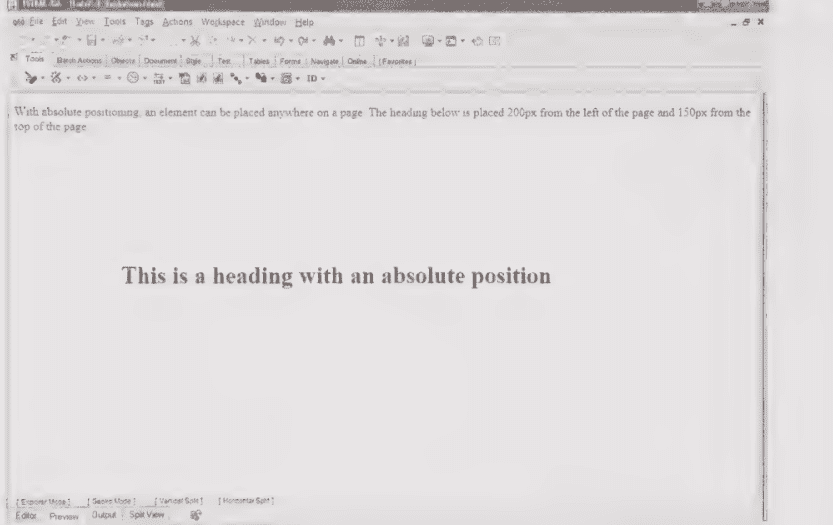 File Edit View Tools Tags Actions Workspace Window Help
Tools Batch Actions Objects Document Style Text Tables Forms Navigate Online Favorites
ID
With absolute positioning, an element can be placed anywhere on a page. The heading below is placed 200px from the left of the page and 150px from the
top of the page
This is a heading with an absolute position
[ Explorer Mode ] [ Server Mode ] [ Vertical Split ] [ Horizontal Split ]
Editor Preview Output Split View